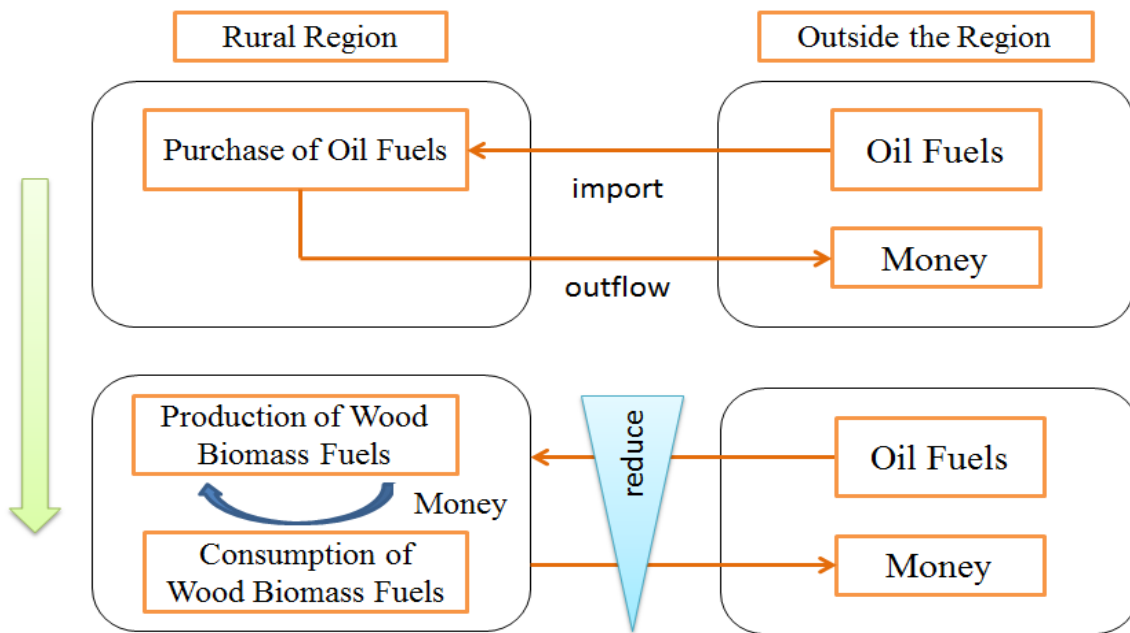 Rural Region
Outside the Region
Purchase of Oil Fuels
Oil Fuels
import
Money
outflow
Production of Wood
Biomass Fuels
reduce
Oil Fuels
Money
Consumption of
Wood Biomass Fuels
Money